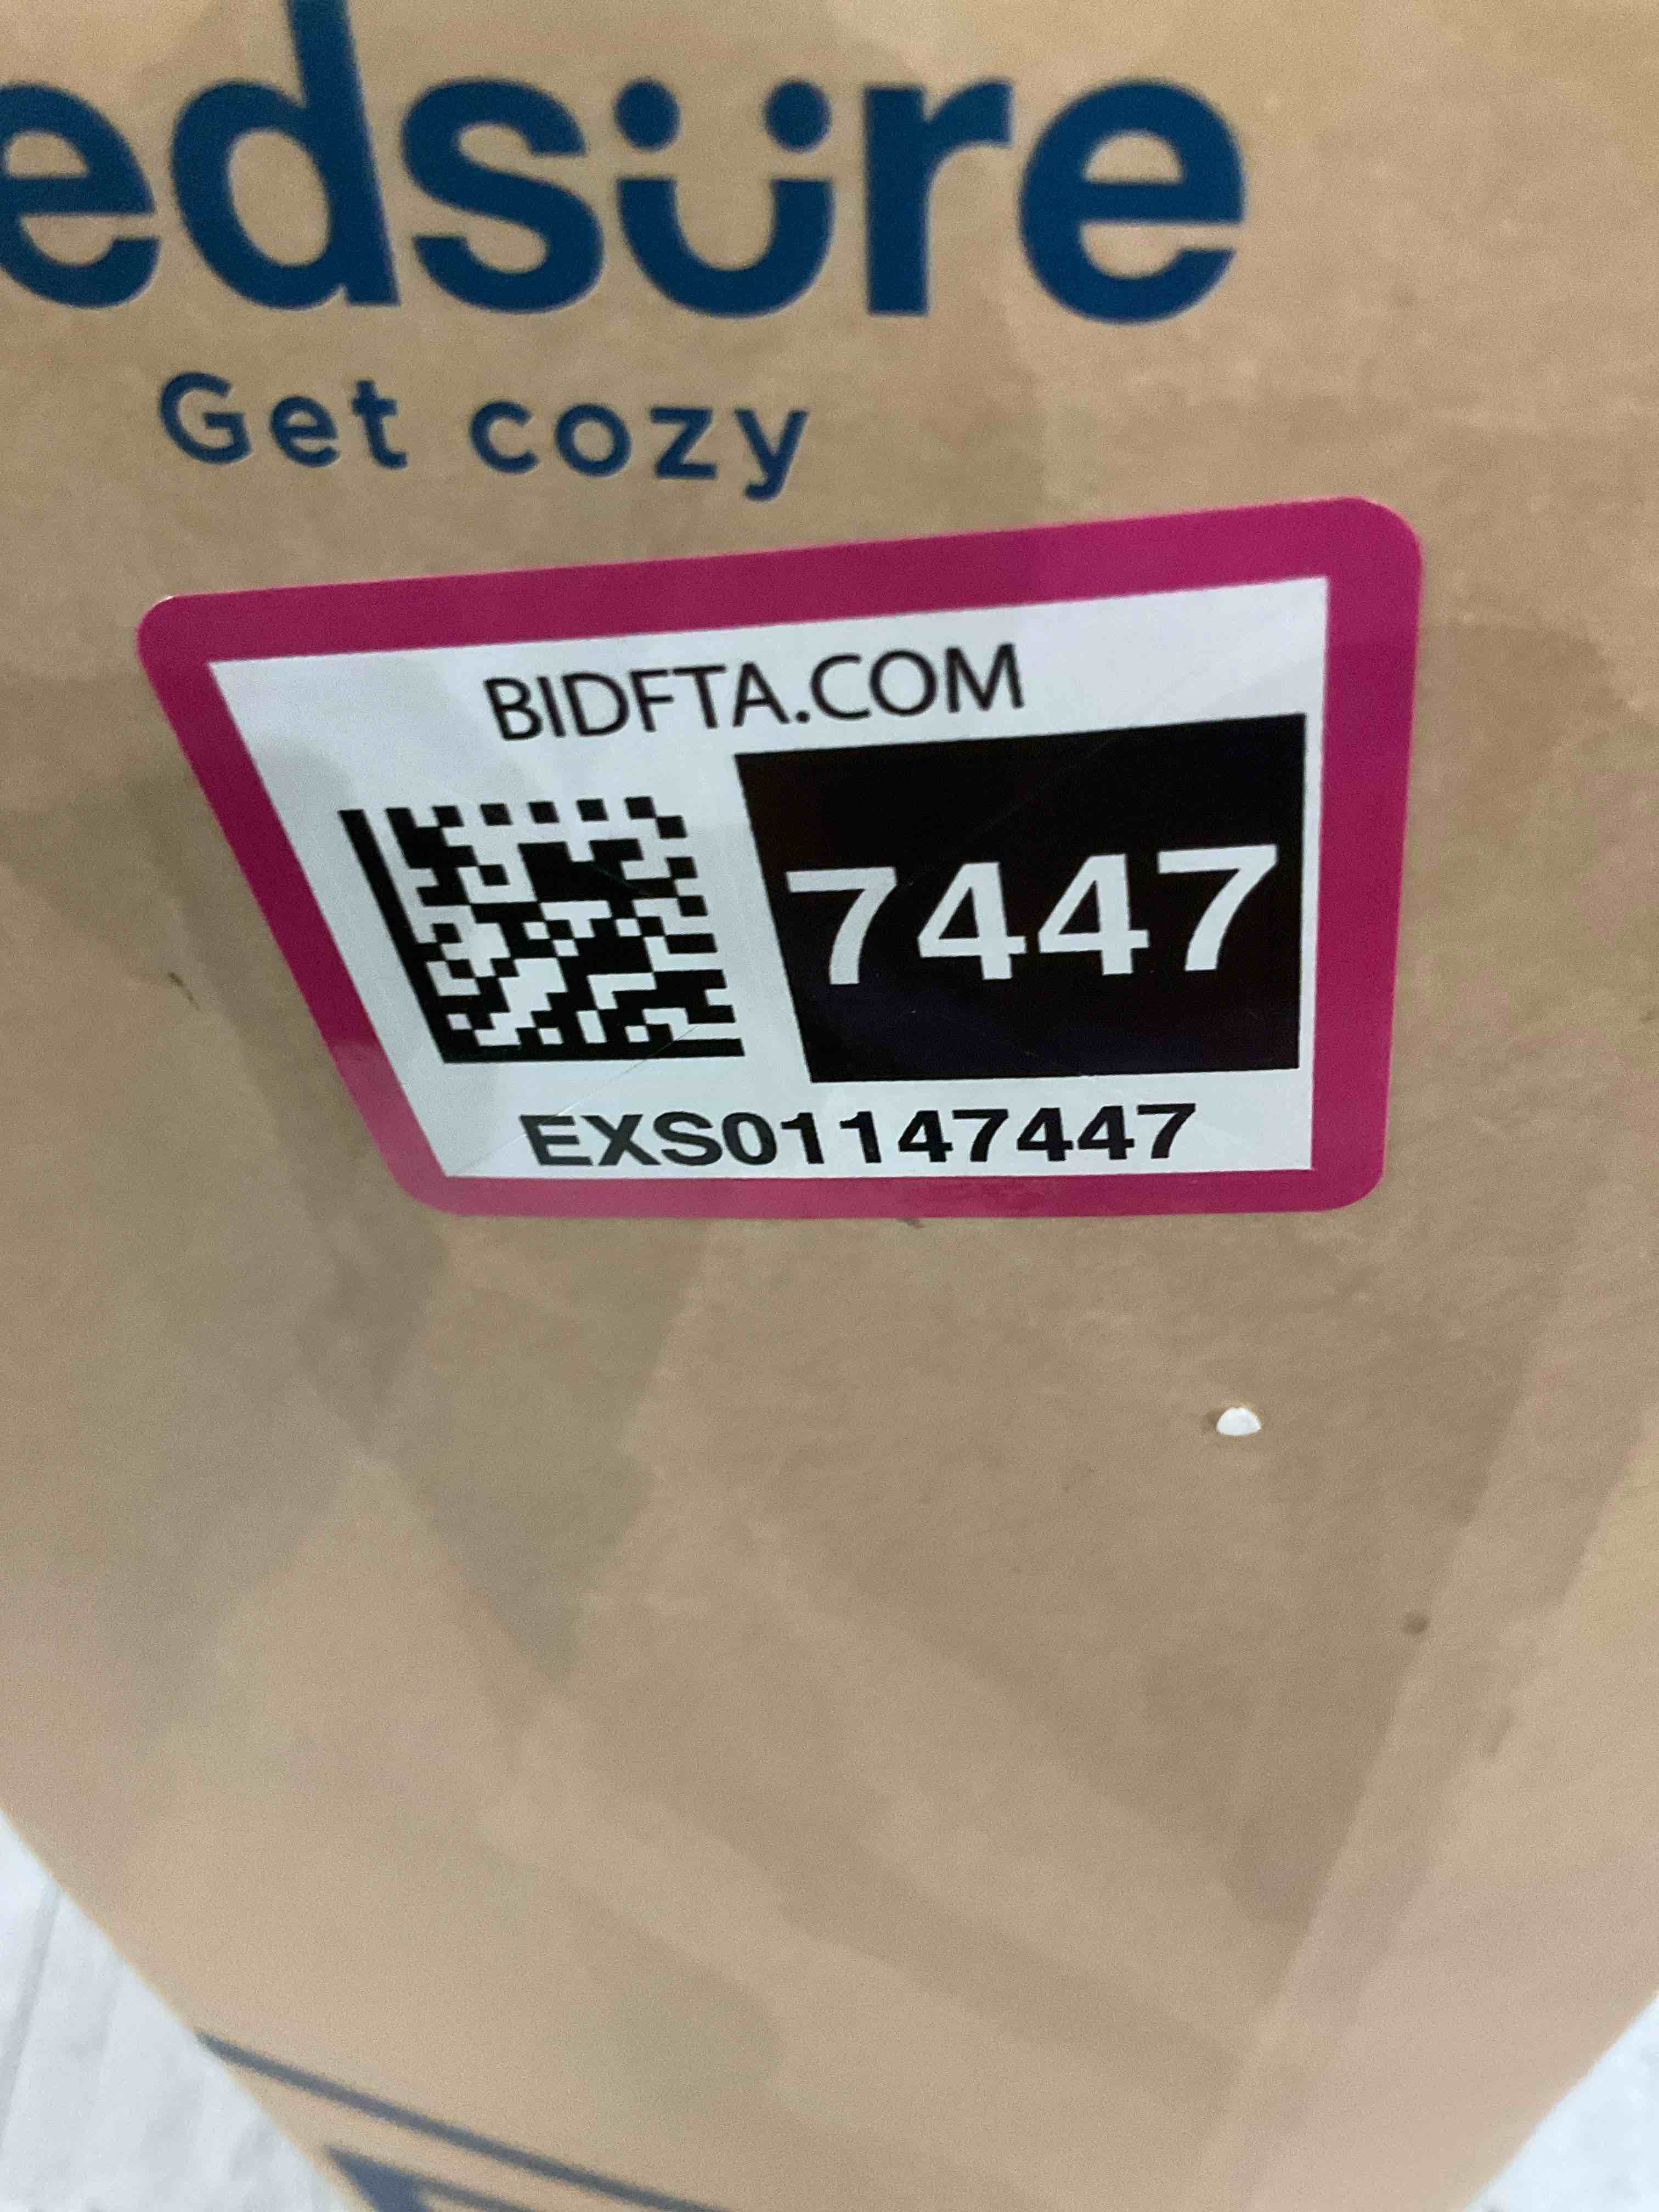 edsüre
Get cozy
BIDFTA.COM
7447
EXS01147447